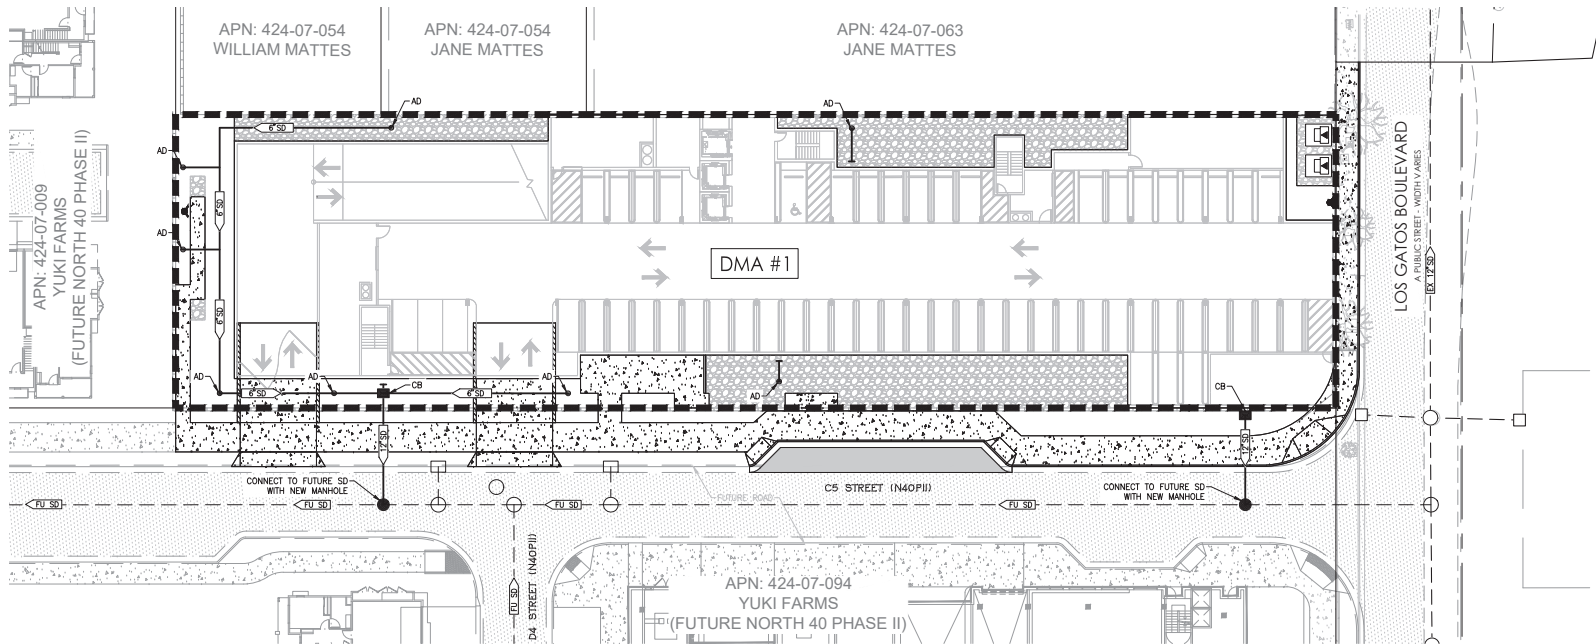 APN: 424-07-054
WILLIAM MATTES
APN: 424-07-054
JANE MATTES
APN: 424-07-063
JANE MATTES
AD
AD
6"SD
AD
AD
6"SD
6"SD
APN: 424-07-009
YUKI FARMS
(FUTURE NORTH 40 PHASE II)
DMA #1
LOS GATOS BOULEVARD
A PUBLIC STREET - WIDTH VARIES
EX 12"SD
AD
6"SD
AD
CB
6"SD
AD
AD
CB
12"SD
12"SD
CONNECT TO FUTURE SD
WITH NEW MANHOLE
C5 STREET (N40PII)
CONNECT TO FUTURE SD
WITH NEW MANHOLE
FUTURE ROAD
FU SD
FU SD
FU SD
FU SD
FU SD
D4 STREET (N40PII)
APN: 424-07-094
YUKI FARMS
(FUTURE NORTH 40 PHASE II)